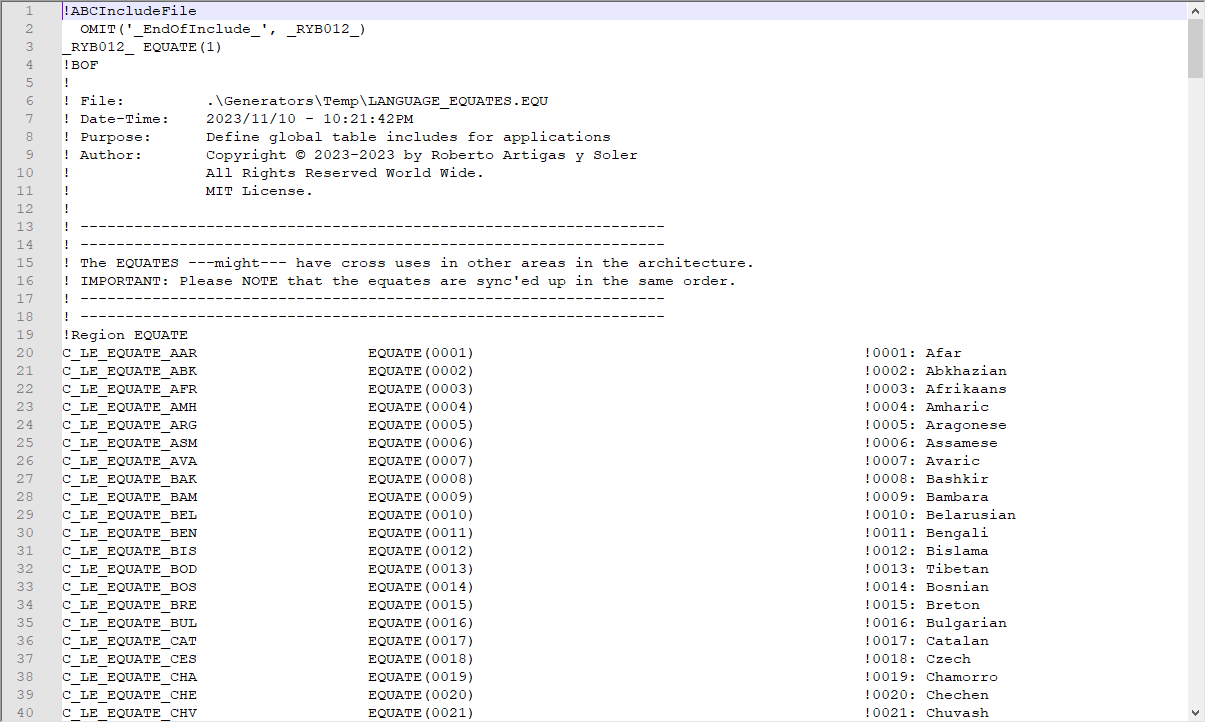 1 !ABCIncludeFile
2 OMIT('_EndOfInclude_', _RYB012_)
3 _RYB012_ EQUATE(1)
4 !BOF
5 !
6 ! File: .\Generators\Temp\LANGUAGE_EQUATES.EQU
7 ! Date-Time: 2023/11/10 - 10:21:42PM
8 ! Purpose: Define global table includes for applications
9 ! Author: Copyright © 2023-2023 by Roberto Artigas y Soler
10 ! All Rights Reserved World Wide.
11 ! MIT License.
12 !
13 ! -----------------------------------------------------------------
14 ! -----------------------------------------------------------------
15 ! The EQUATES ---might--- have cross uses in other areas in the architecture.
16 ! IMPORTANT: Please NOTE that the equates are sync'ed up in the same order.
17 ! -----------------------------------------------------------------
18 ! -----------------------------------------------------------------
19 !Region EQUATE
20 C_LE_EQUATE_AAR EQUATE(0001) !0001: Afar
21 C_LE_EQUATE_ABK EQUATE(0002) !0002: Abkhazian
22 C_LE_EQUATE_AFR EQUATE(0003) !0003: Afrikaans
23 C_LE_EQUATE_AMH EQUATE(0004) !0004: Amharic
24 C_LE_EQUATE_ARG EQUATE(0005) !0005: Aragonese
25 C_LE_EQUATE_ASM EQUATE(0006) !0006: Assamese
26 C_LE_EQUATE_AVA EQUATE(0007) !0007: Avaric
27 C_LE_EQUATE_BAK EQUATE(0008) !0008: Bashkir
28 C_LE_EQUATE_BAM EQUATE(0009) !0009: Bambara
29 C_LE_EQUATE_BEL EQUATE(0010) !0010: Belarusian
30 C_LE_EQUATE_BEN EQUATE(0011) !0011: Bengali
31 C_LE_EQUATE_BIS EQUATE(0012) !0012: Bislama
32 C_LE_EQUATE_BOD EQUATE(0013) !0013: Tibetan
33 C_LE_EQUATE_BOS EQUATE(0014) !0014: Bosnian
34 C_LE_EQUATE_BRE EQUATE(0015) !0015: Breton
35 C_LE_EQUATE_BUL EQUATE(0016) !0016: Bulgarian
36 C_LE_EQUATE_CAT EQUATE(0017) !0017: Catalan
37 C_LE_EQUATE_CES EQUATE(0018) !0018: Czech
38 C_LE_EQUATE_CHA EQUATE(0019) !0019: Chamorro
39 C_LE_EQUATE_CHE EQUATE(0020) !0020: Chechen
40 C_LE_EQUATE_CHV EQUATE(0021) !0021: Chuvash